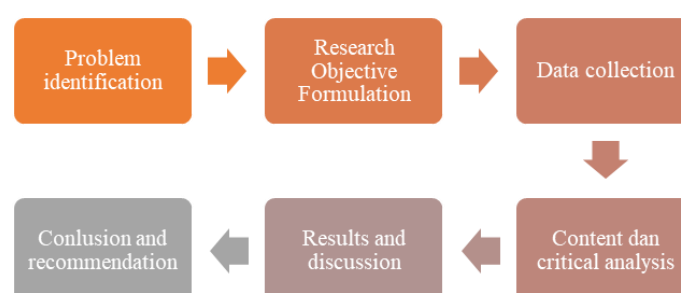 Problem
identification
Research
Objective
Formulation
Data collection
Content dan
critical analysis
Results and
discussion
Conlusion and
recommendation